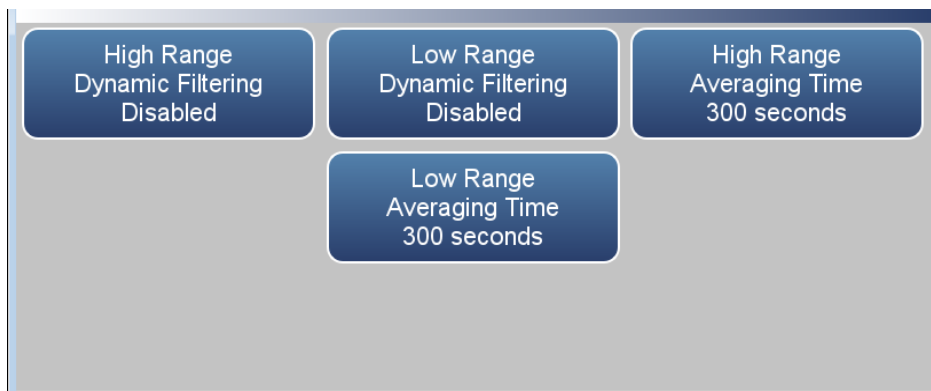 High Range
Dynamic Filtering
Disabled
Low Range
Dynamic Filtering
Disabled
High Range
Averaging Time
300 seconds
Low Range
Averaging Time
300 seconds